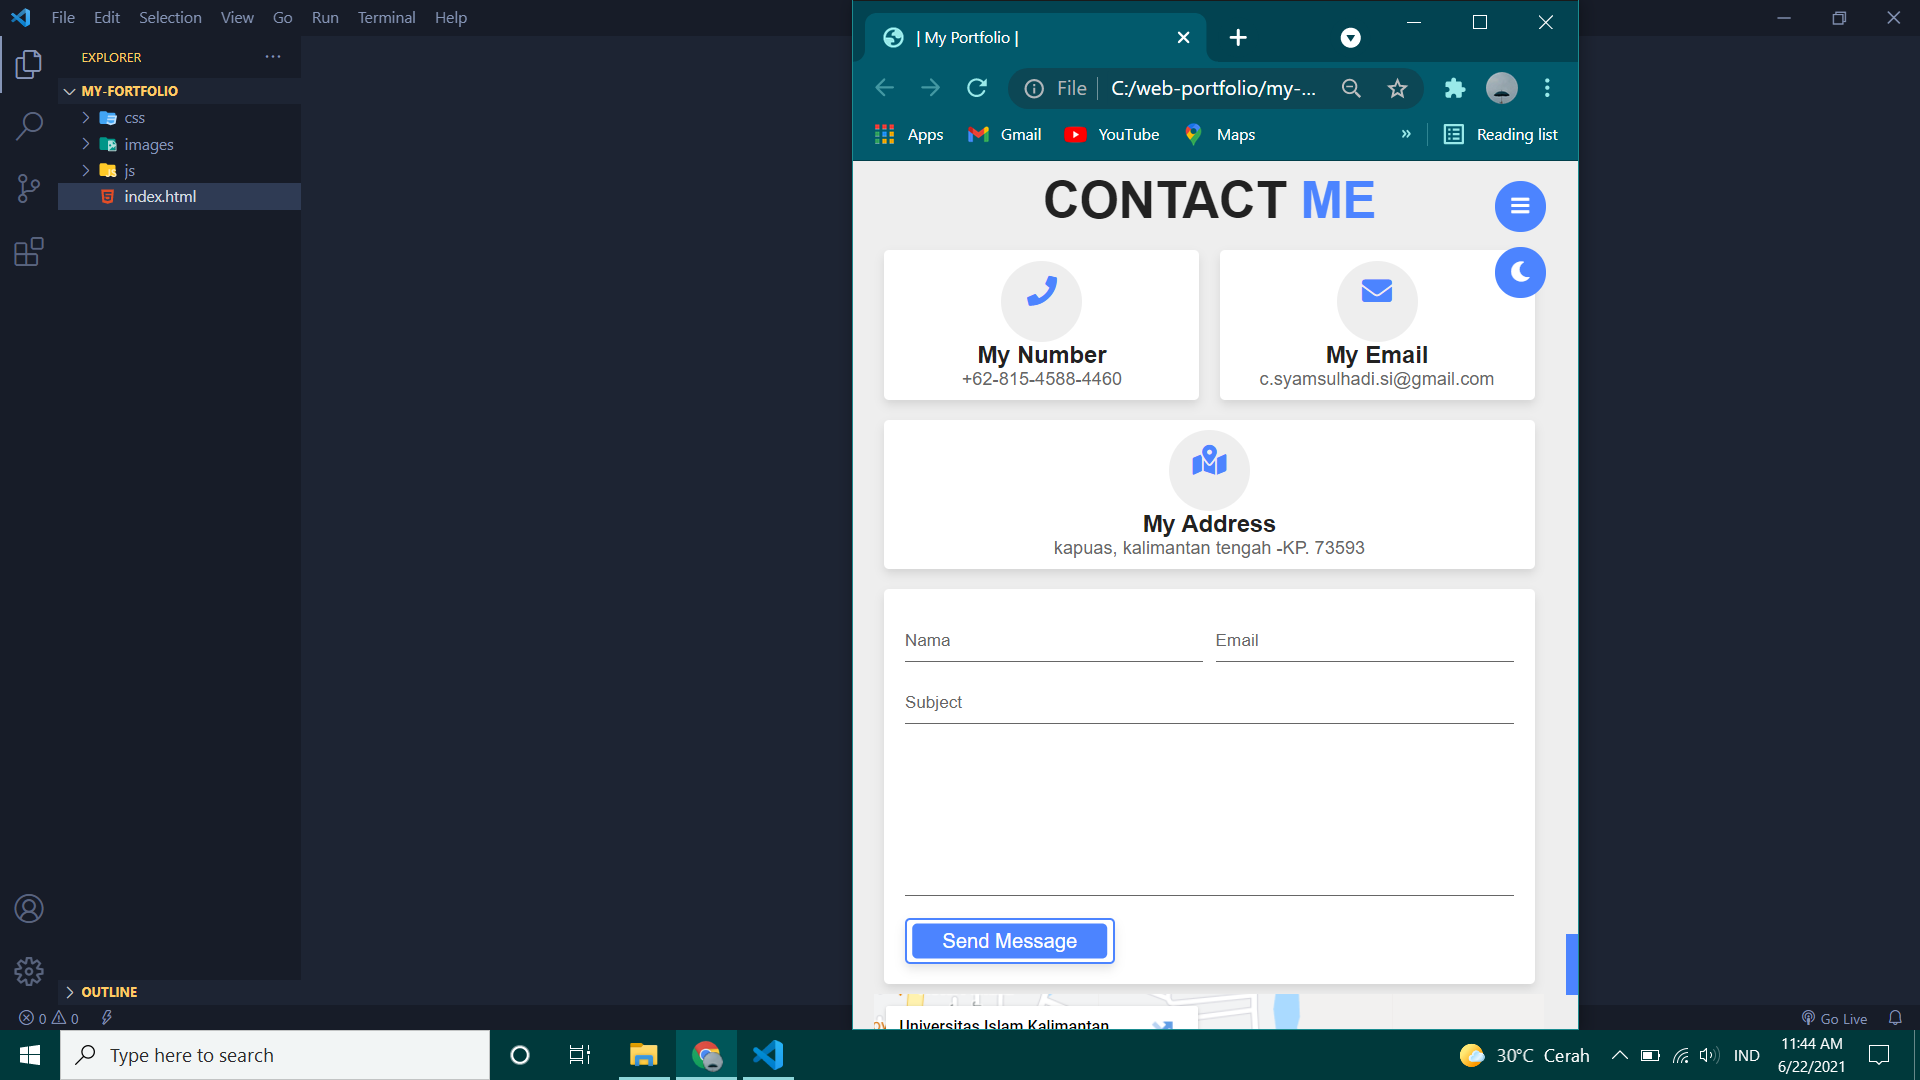 File Edit Selection View Go Run Terminal Help
EXPLORER
MY-FORTFOLIO
css
images
js
index.html
OUTLINE
0 0
Go Live
| My Portfolio |
File C:/web-portfolio/my-...
Apps Gmail YouTube Maps » Reading list
CONTACT ME
My Number
+62-815-4588-4460
My Email
c.syamsulhadi.si@gmail.com
My Address
kapuas, kalimantan tengah -KP. 73593
Nama
Email
Subject
Send Message
Universitas Islam Kalimantan
Type here to search
30°C Cerah
IND
11:44 AM
6/22/2021